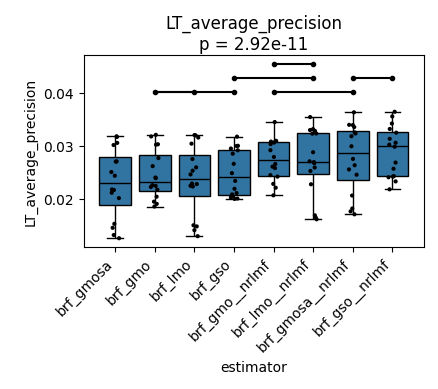 LT_average_precision
p = 2.92e-11
LT_average_precision
0.04
0.03
0.02
brf_gmosa
brf_gmo
brf_lmo
brf_gso
brf_gmo__nrlmf
brf_lmo__nrlmf
brf_gmosa__nrlmf
brf_gso__nrlmf
estimator